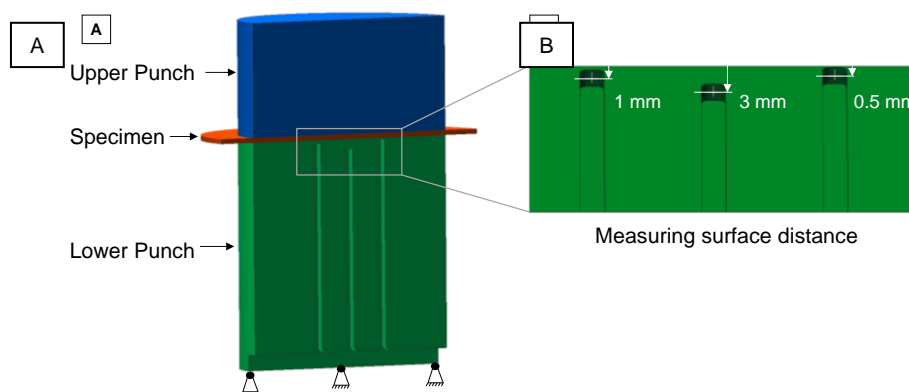 A
A
B
Upper Punch
1 mm
3 mm
0.5 mm
Specimen
Lower Punch
Measuring surface distance